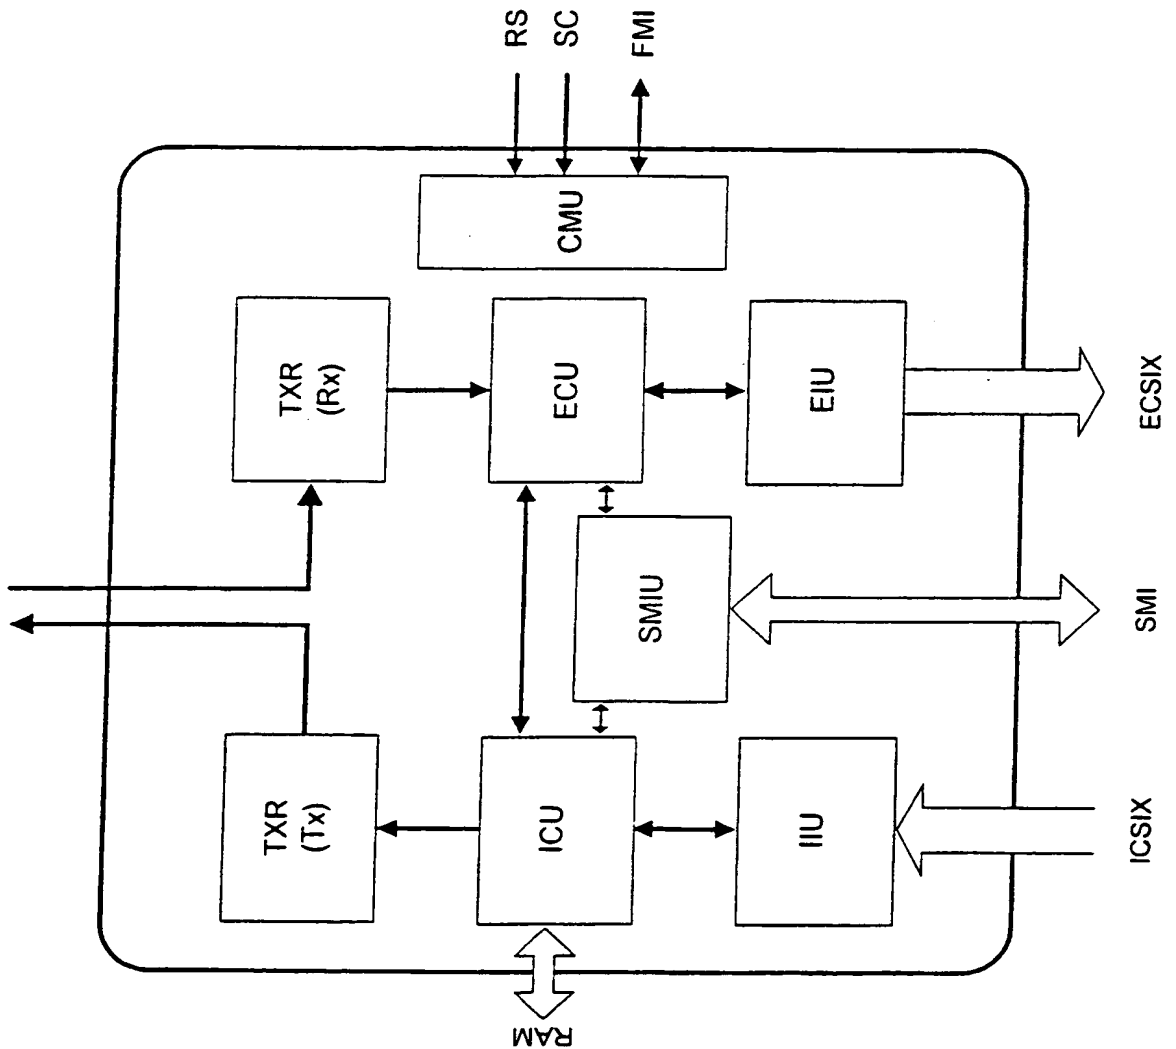 RS
SC
FMI
CMU
TXR
(Rx)
ECU
EIU
ECSIX
SMIU
SMI
TXR
(Tx)
ICU
IIU
ICSIX
RAM